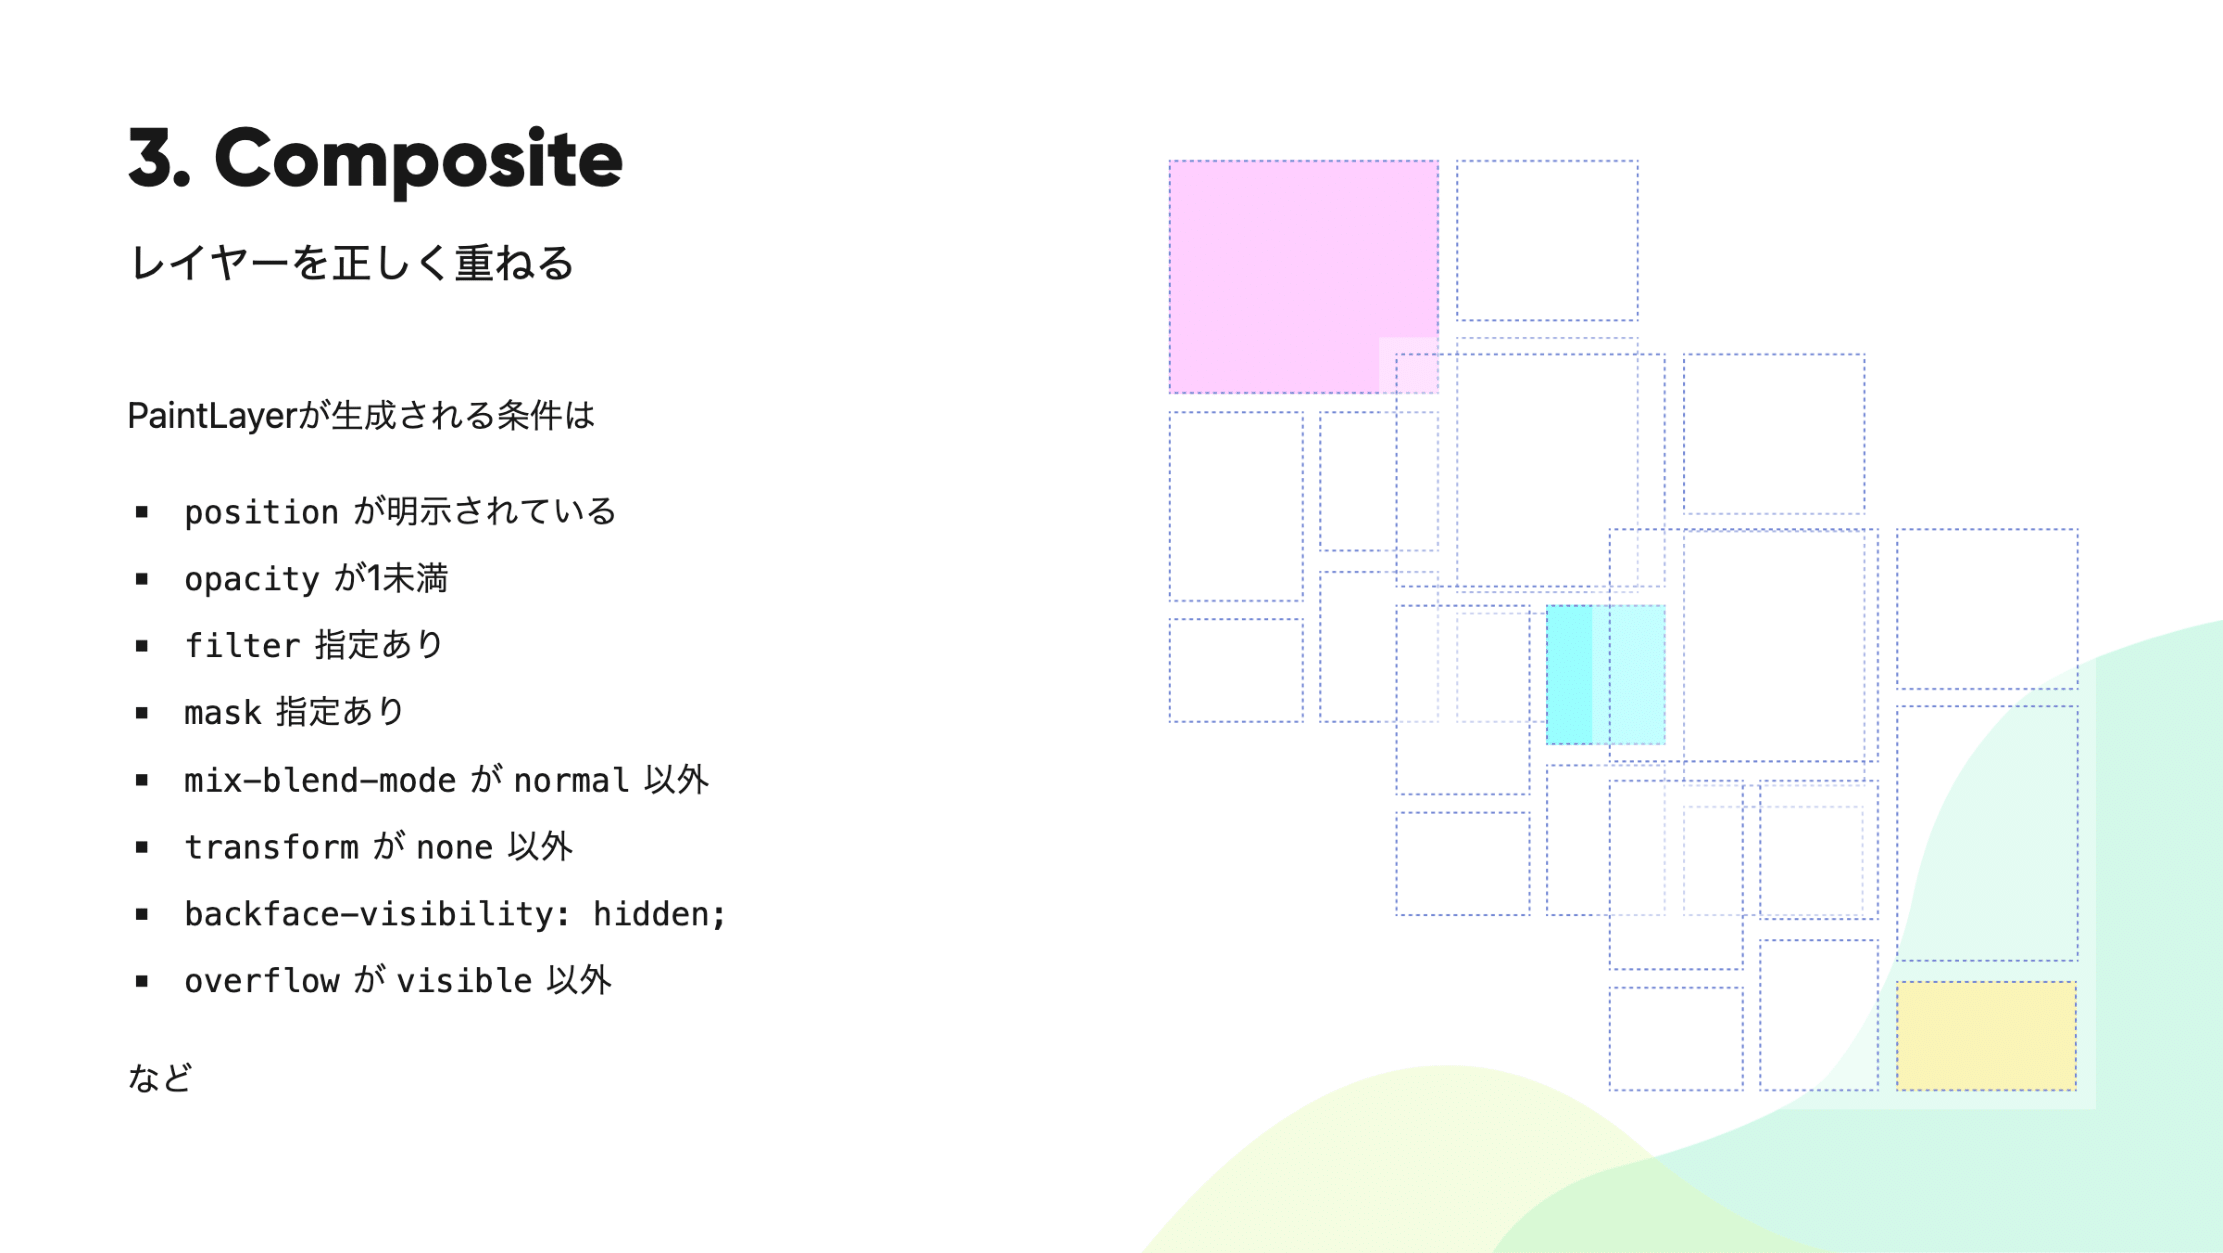 3. Composite
レイヤーを正しく重ねる
PaintLayerが生成される条件は
▪ position が明示されている
▪ opacity が1未満
▪ filter 指定あり
▪ mask 指定あり
▪ mix-blend-mode が normal 以外
▪ transform が none 以外
▪ backface-visibility: hidden;
▪ overflow が visible 以外
など